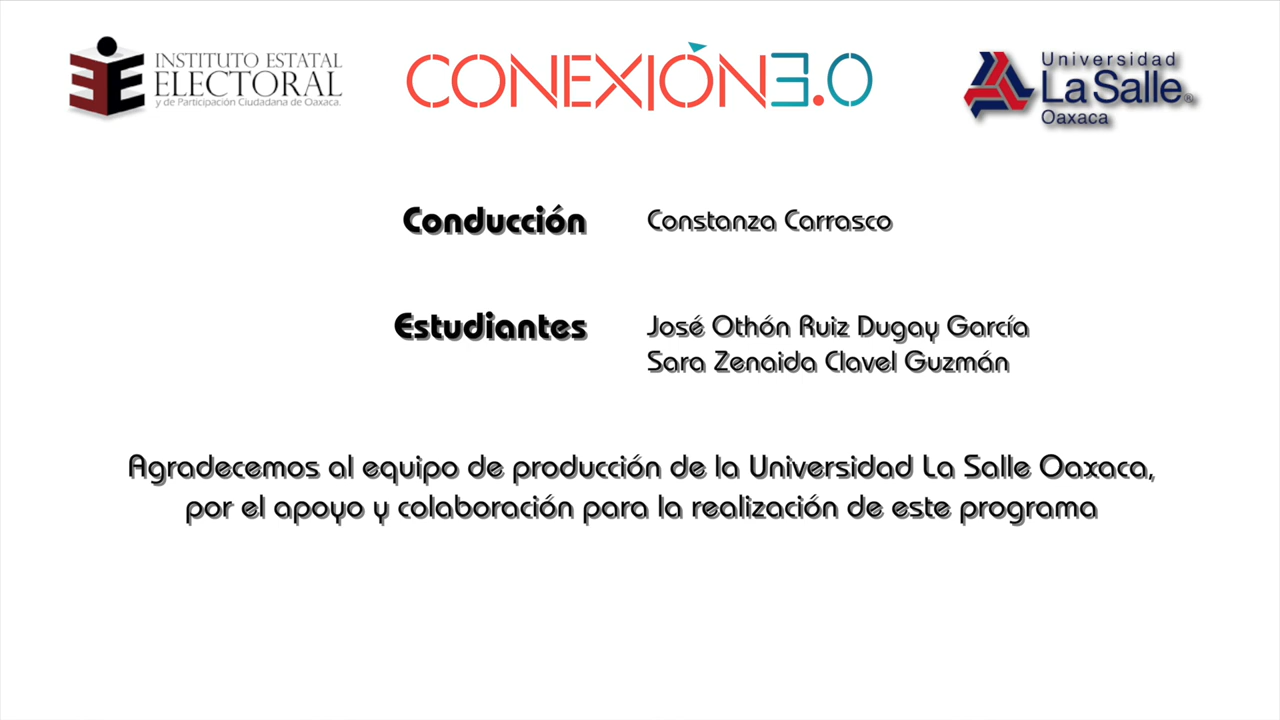 INSTITUTO ESTATAL
ELECTORAL
y de Participación Ciudadana de Oaxaca.
CONEXIÓN3.0
Universidad
La Salle®
Oaxaca
Conducción Constanza Carrasco
Estudiantes José Othón Ruiz Dugay García
Sara Zenaida Clavel Guzmán
Agradecemos al equipo de producción de la Universidad La Salle Oaxaca,
por el apoyo y colaboración para la realización de este programa